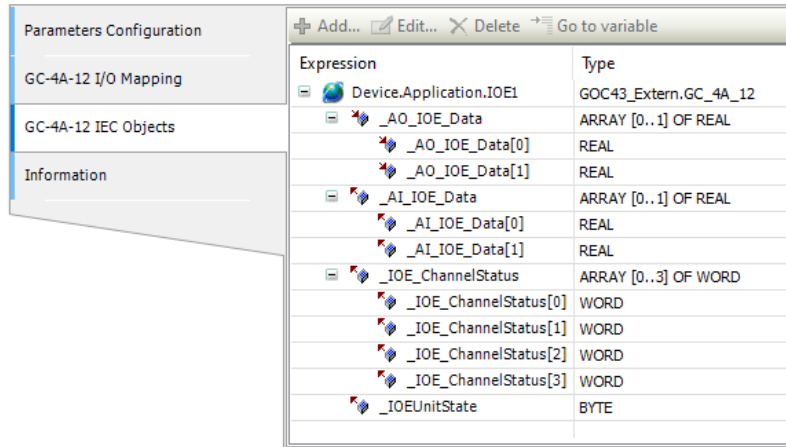 Parameters Configuration
GC-4A-12 I/O Mapping
GC-4A-12 IEC Objects
Information
Add... Edit... Delete Go to variable
Expression Type
Device.Application.IOE1 GOC43_Extern.GC_4A_12
_AO_IOE_Data ARRAY [0..1] OF REAL
_AO_IOE_Data[0] REAL
_AO_IOE_Data[1] REAL
_AI_IOE_Data ARRAY [0..1] OF REAL
_AI_IOE_Data[0] REAL
_AI_IOE_Data[1] REAL
_IOE_ChannelStatus ARRAY [0..3] OF WORD
_IOE_ChannelStatus[0] WORD
_IOE_ChannelStatus[1] WORD
_IOE_ChannelStatus[2] WORD
_IOE_ChannelStatus[3] WORD
_IOEUnitState BYTE